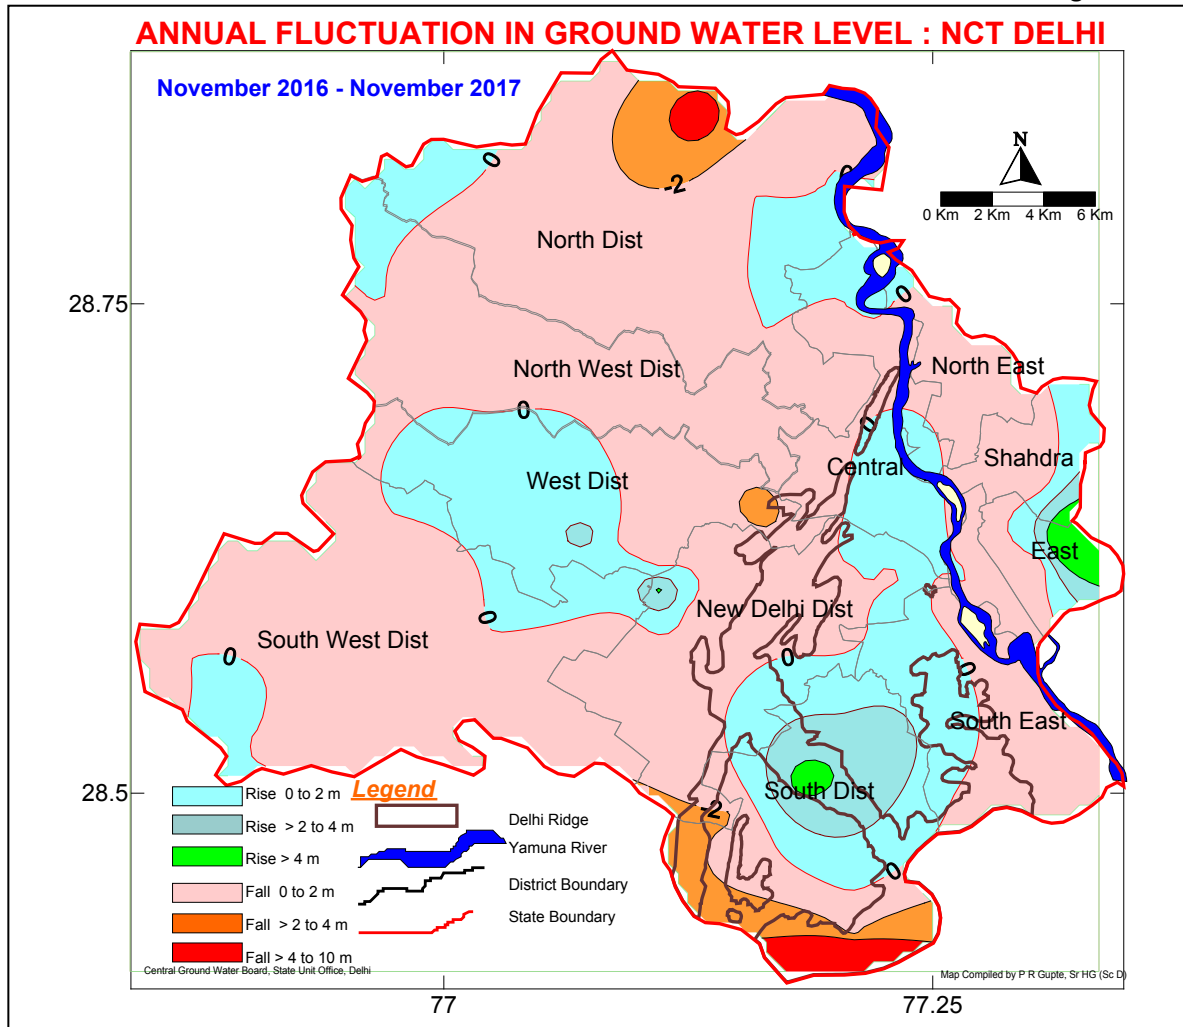 ANNUAL FLUCTUATION IN GROUND WATER LEVEL : NCT DELHI
November 2016 - November 2017
N
0 Km 2 Km 4 Km 6 Km
0
0
-2
North Dist
28.75
0
North West Dist
North East
0
0
Central
Shahdra
West Dist
East
New Delhi Dist
0
South West Dist
0
0
0
South East
28.5
South Dist
-2
0
Legend
Rise 0 to 2 m
Rise > 2 to 4 m
Rise > 4 m
Fall 0 to 2 m
Fall > 2 to 4 m
Fall > 4 to 10 m
Delhi Ridge
Yamuna River
District Boundary
State Boundary
Central Ground Water Board, State Unit Office, Delhi
Map Compiled by P R Gupte, Sr HG (Sc D)
77
77.25